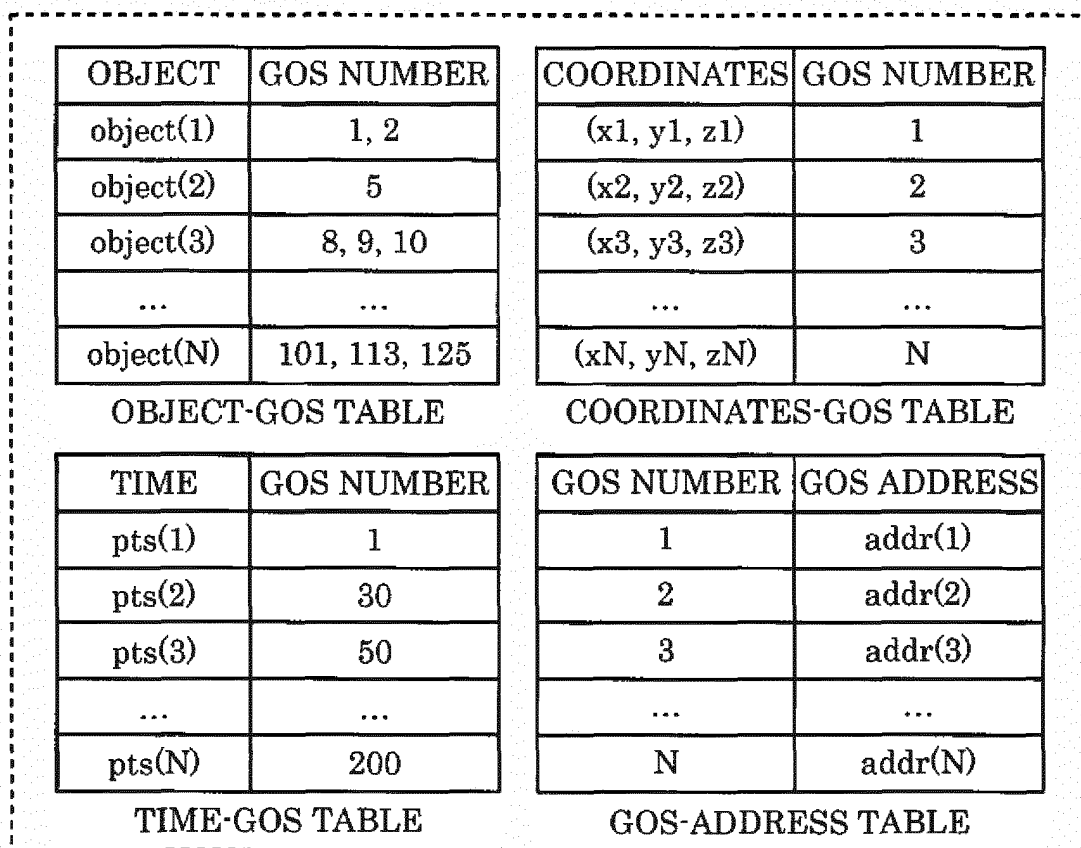 OBJECT GOS NUMBER
object(1) 1, 2
object(2) 5
object(3) 8, 9, 10
... ...
object(N) 101, 113, 125
OBJECT-GOS TABLE
COORDINATES GOS NUMBER
(x1, y1, z1) 1
(x2, y2, z2) 2
(x3, y3, z3) 3
... ...
(xN, yN, zN) N
COORDINATES-GOS TABLE
TIME GOS NUMBER
pts(1) 1
pts(2) 30
pts(3) 50
... ...
pts(N) 200
TIME-GOS TABLE
GOS NUMBER GOS ADDRESS
1 addr(1)
2 addr(2)
3 addr(3)
... ...
N addr(N)
GOS-ADDRESS TABLE